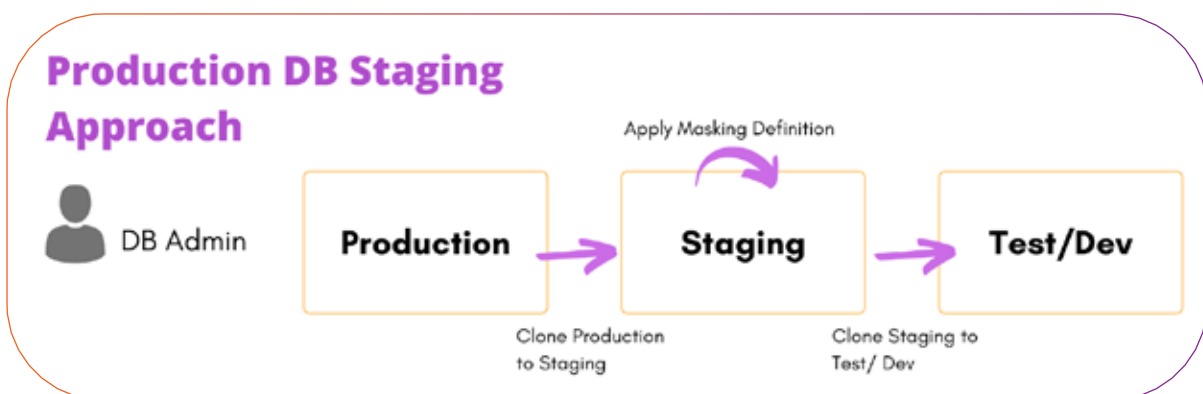 Production DB Staging
Approach
Apply Masking Definition
DB Admin
Production
Staging
Test/Dev
Clone Production
to Staging
Clone Staging to
Test/ Dev